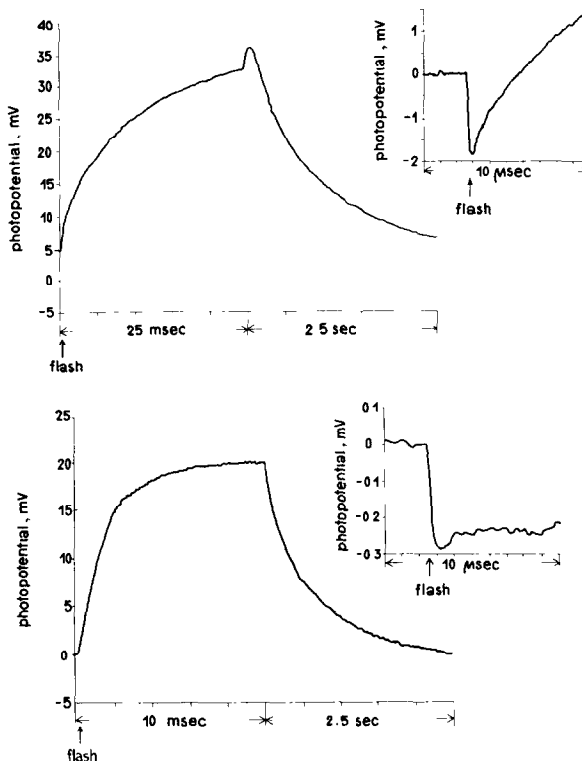 photopotential, mV
40
35
30
25
20
15
10
5
0
-5
25 msec
2 5 sec
flash
photopotential, mV
1
0
-1
-2
10 μsec
flash
photopotential, mV
25
20
15
10
5
0
-5
10 msec
2.5 sec
flash
photopotential, mV
0 1
0
-0 1
-0 2
-0 3
10 μsec
flash